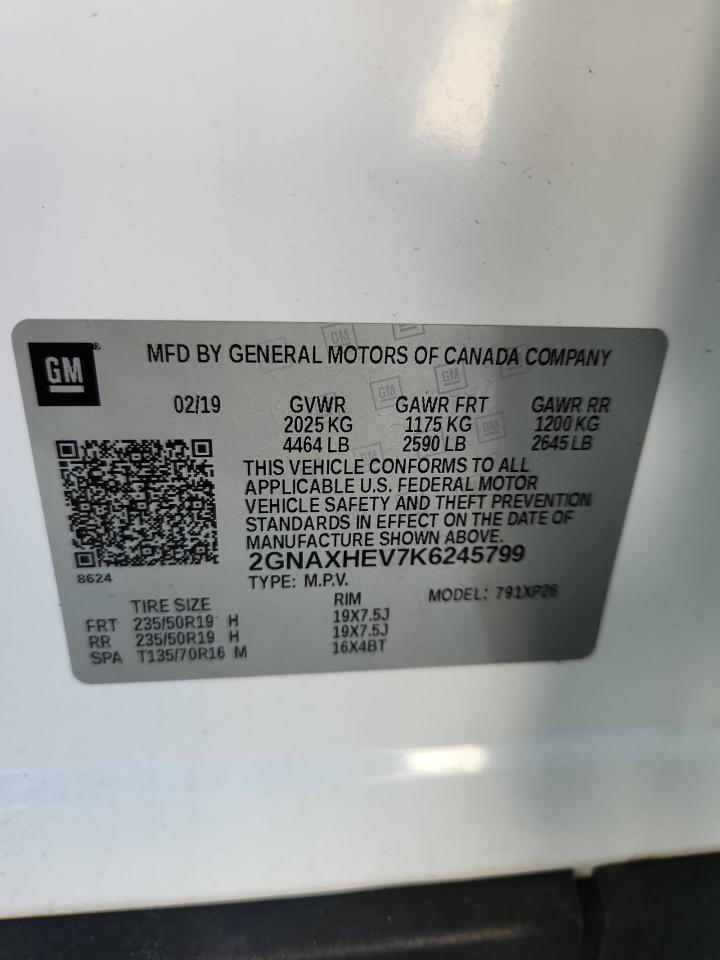 GM
MFD BY GENERAL MOTORS OF CANADA COMPANY
02/19 GVWR GAWR FRT GAWR RR
2025 KG 1175 KG 1200 KG
4464 LB 2590 LB 2645 LB
THIS VEHICLE CONFORMS TO ALL
APPLICABLE U.S. FEDERAL MOTOR
VEHICLE SAFETY AND THEFT PREVENTION
STANDARDS IN EFFECT ON THE DATE OF
MANUFACTURE SHOWN ABOVE.
2GNAXHEV7K6245799
8624 TYPE: M.P.V. MODEL: 791XP26
TIRE SIZE RIM
FRT 235/50R19 H 19X7.5J
RR 235/50R19 H 19X7.5J
SPA T135/70R16 M 16X4BT